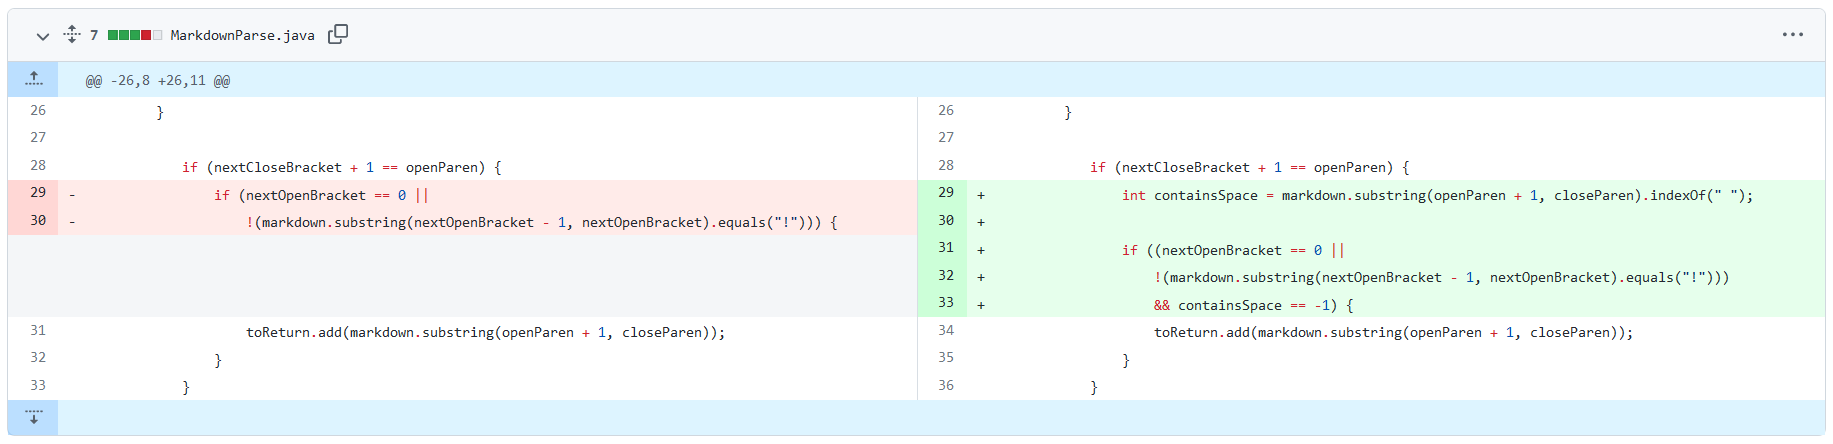 7 MarkdownParse.java
@@ -26,8 +26,11 @@
26 }
27
28 if (nextCloseBracket + 1 == openParen) {
29 - if (nextOpenBracket == 0 ||
30 - !(markdown.substring(nextOpenBracket - 1, nextOpenBracket).equals("!"))) {
31 toReturn.add(markdown.substring(openParen + 1, closeParen));
32 }
33 }
26 }
27
28 if (nextCloseBracket + 1 == openParen) {
29 + int containsSpace = markdown.substring(openParen + 1, closeParen).indexOf(" ");
30 +
31 + if ((nextOpenBracket == 0 ||
32 + !(markdown.substring(nextOpenBracket - 1, nextOpenBracket).equals("!")))
33 + && containsSpace == -1) {
34 toReturn.add(markdown.substring(openParen + 1, closeParen));
35 }
36 }